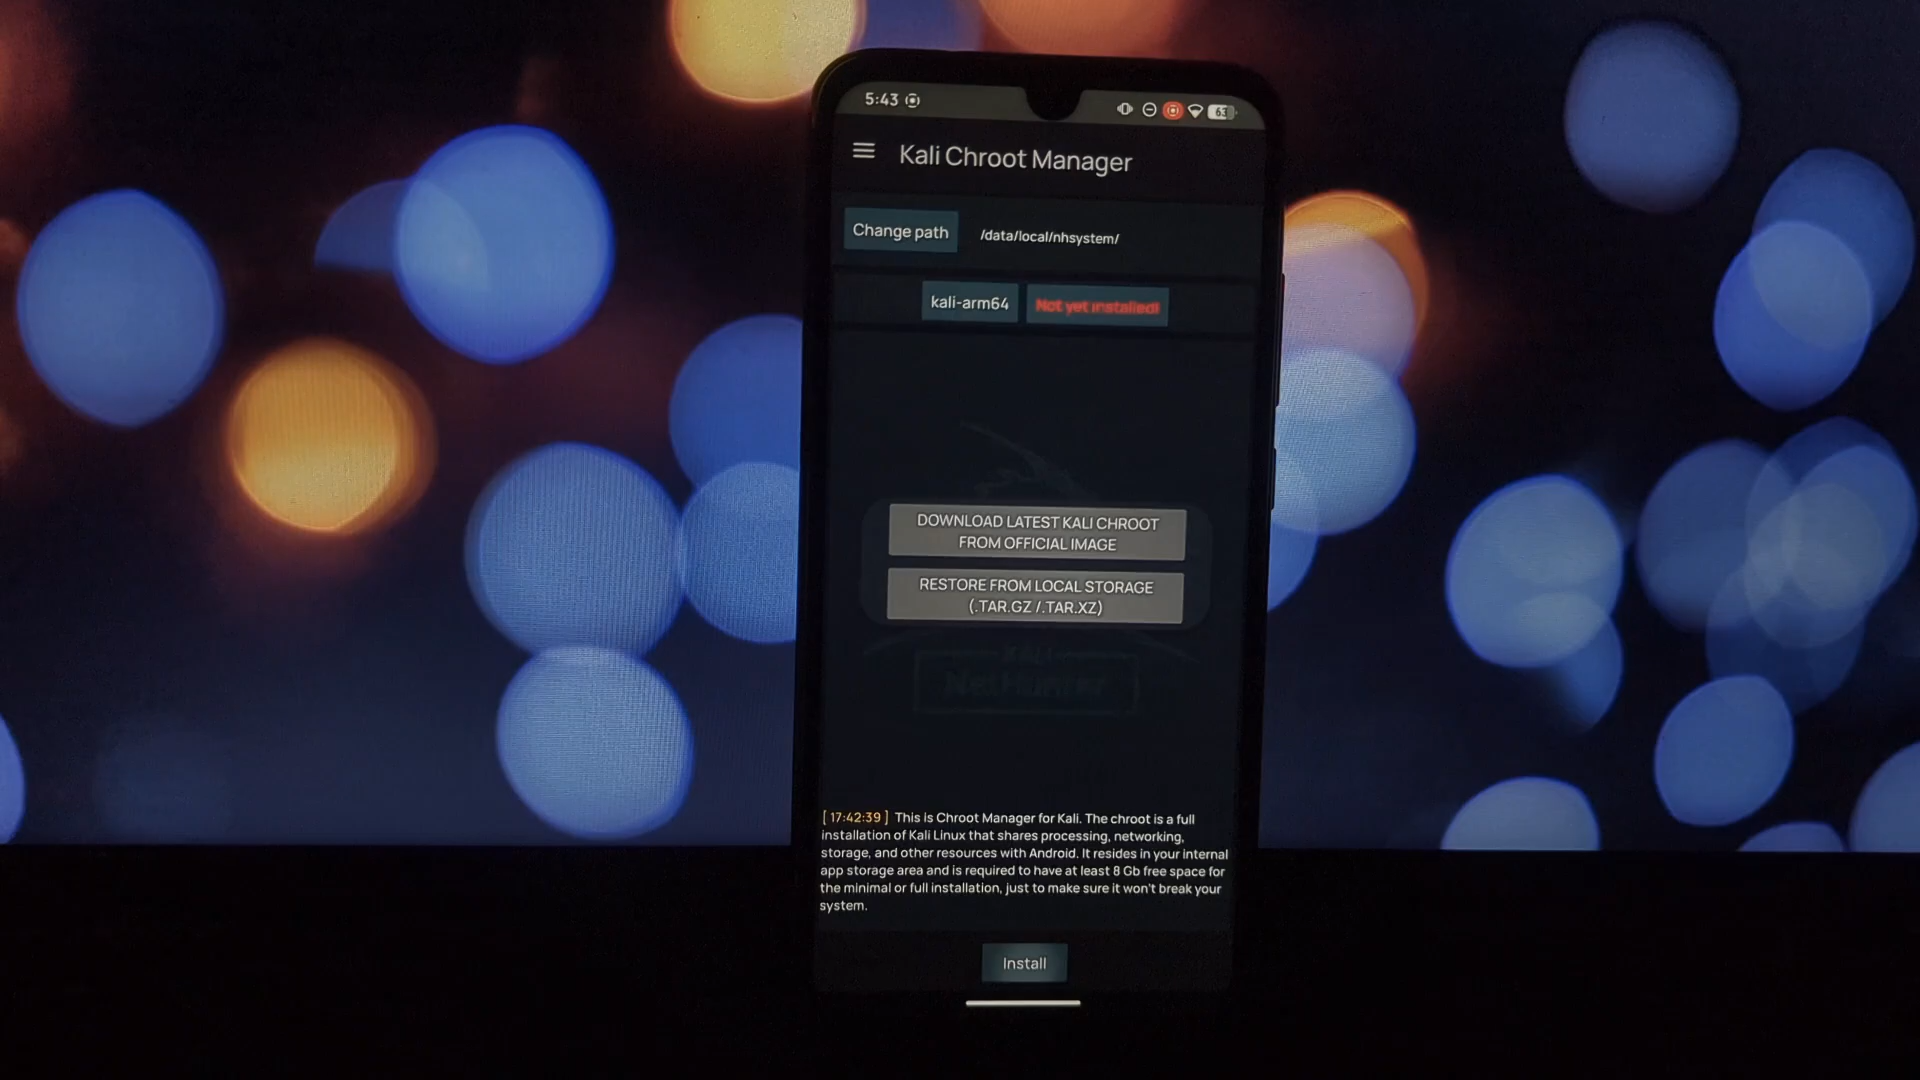 5:43
63
Kali Chroot Manager
Change path
/data/local/nhsystem/
kali-arm64
Not yet installed!
DOWNLOAD LATEST KALI CHROOT
FROM OFFICIAL IMAGE
RESTORE FROM LOCAL STORAGE
(.TAR.GZ /.TAR.XZ)
KALI
NetHunter
[ 17:42:39 ] This is Chroot Manager for Kali. The chroot is a full
installation of Kali Linux that shares processing, networking,
storage, and other resources with Android. It resides in your internal
app storage area and is required to have at least 8 Gb free space for
the minimal or full installation, just to make sure it won't break your
system.
Install